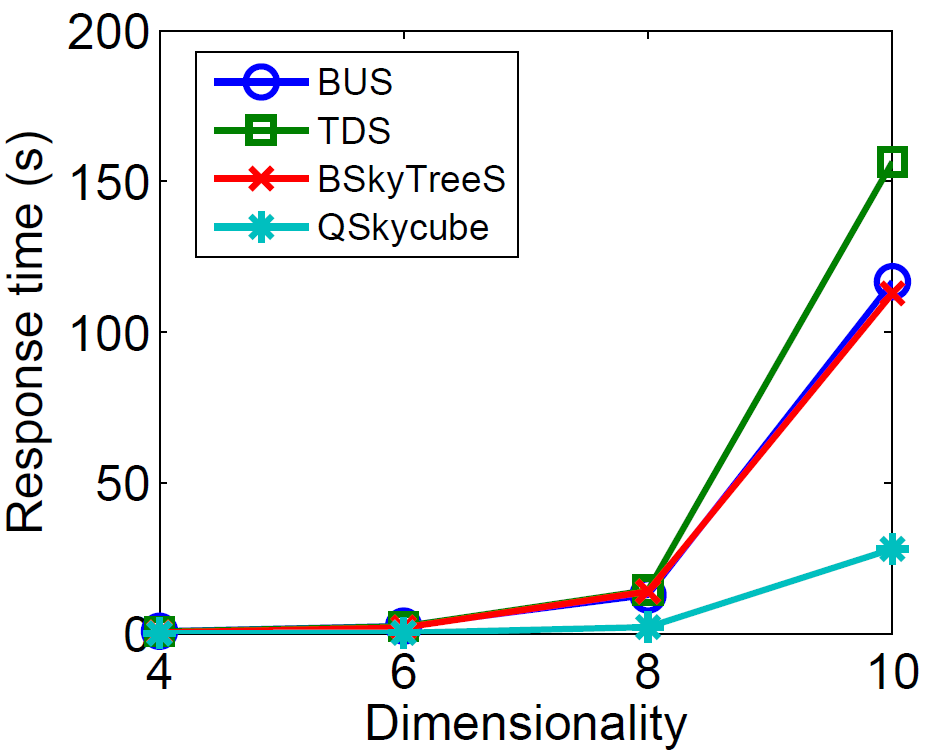 200
150
100
50
0
Response time (s)
BUS
TDS
BSkyTreeS
QSkycube
4 6 8 10
Dimensionality